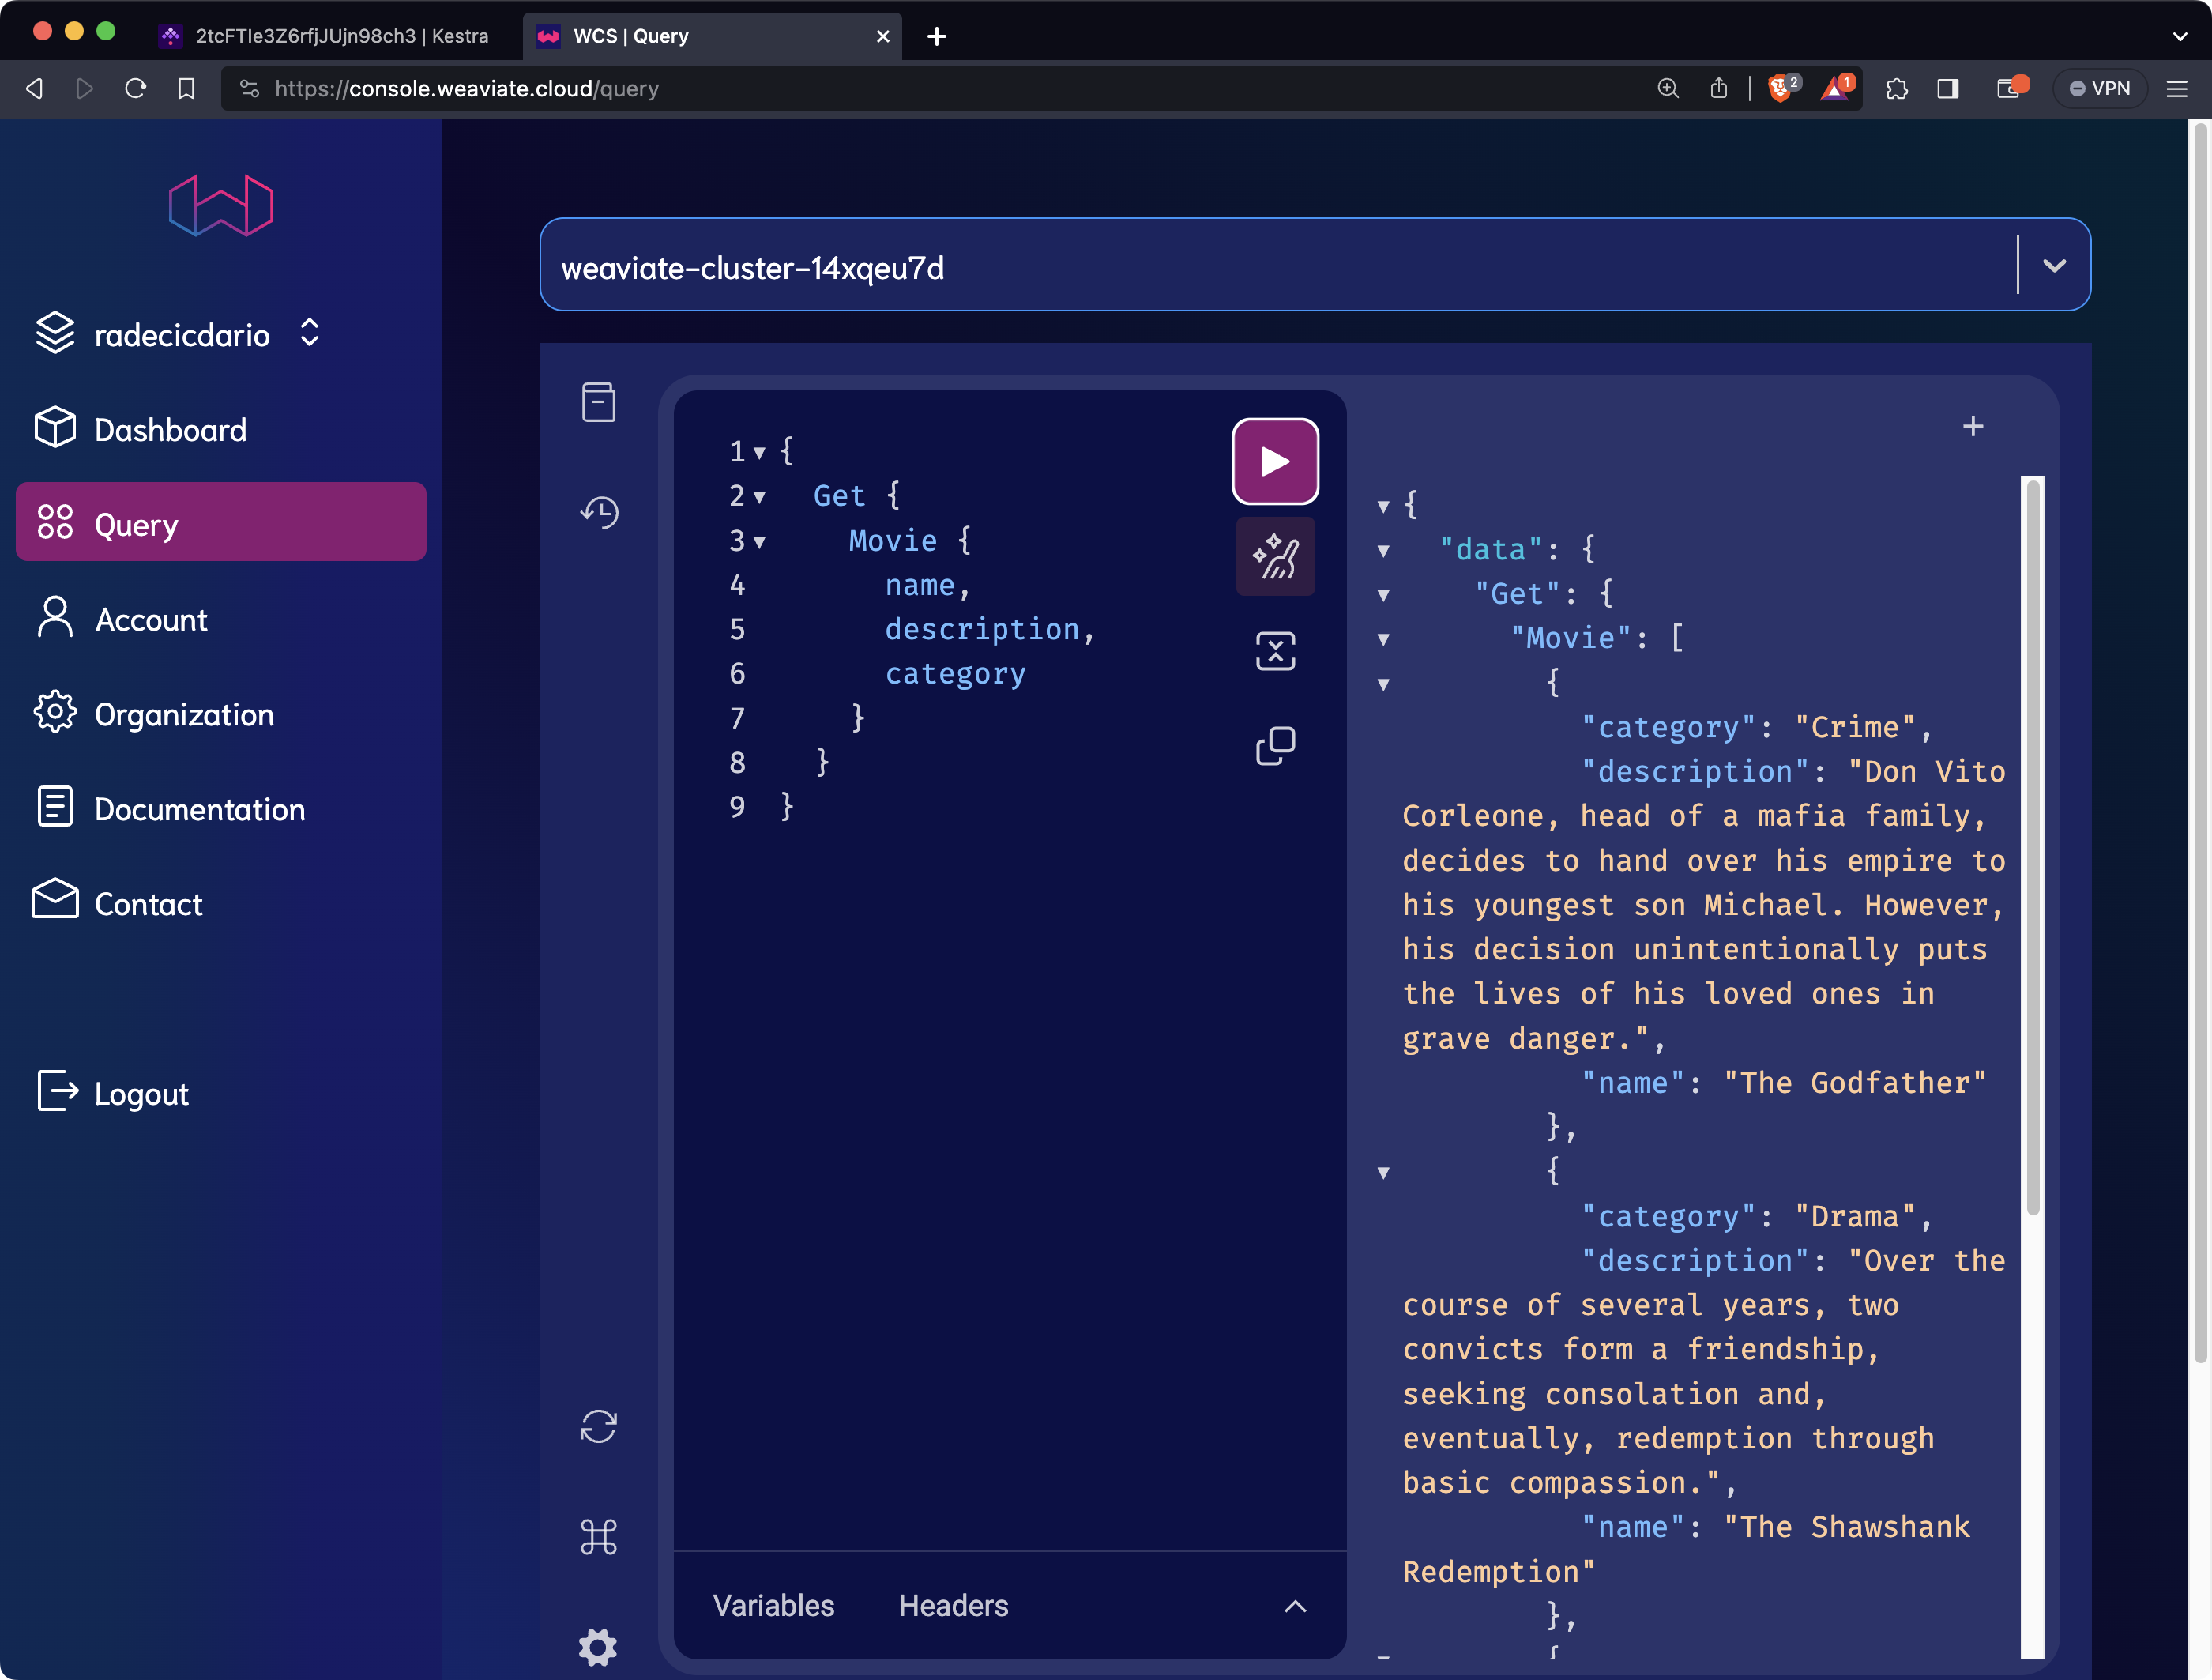 2tcFTIe3Z6rfjJUjn98ch3 | Kestra
WCS | Query
https://console.weaviate.cloud/query
2
1
VPN
radecicdario
Dashboard
Query
Account
Organization
Documentation
Contact
Logout
weaviate-cluster-14xqeu7d
1 {
2 Get {
3 Movie {
4 name,
5 description,
6 category
7 }
8 }
9 }
Variables Headers
{
"data": {
"Get": {
"Movie": [
{
"category": "Crime",
"description": "Don Vito
Corleone, head of a mafia family,
decides to hand over his empire to
his youngest son Michael. However,
his decision unintentionally puts
the lives of his loved ones in
grave danger.",
"name": "The Godfather"
},
{
"category": "Drama",
"description": "Over the
course of several years, two
convicts form a friendship,
seeking consolation and,
eventually, redemption through
basic compassion.",
"name": "The Shawshank
Redemption"
},
{